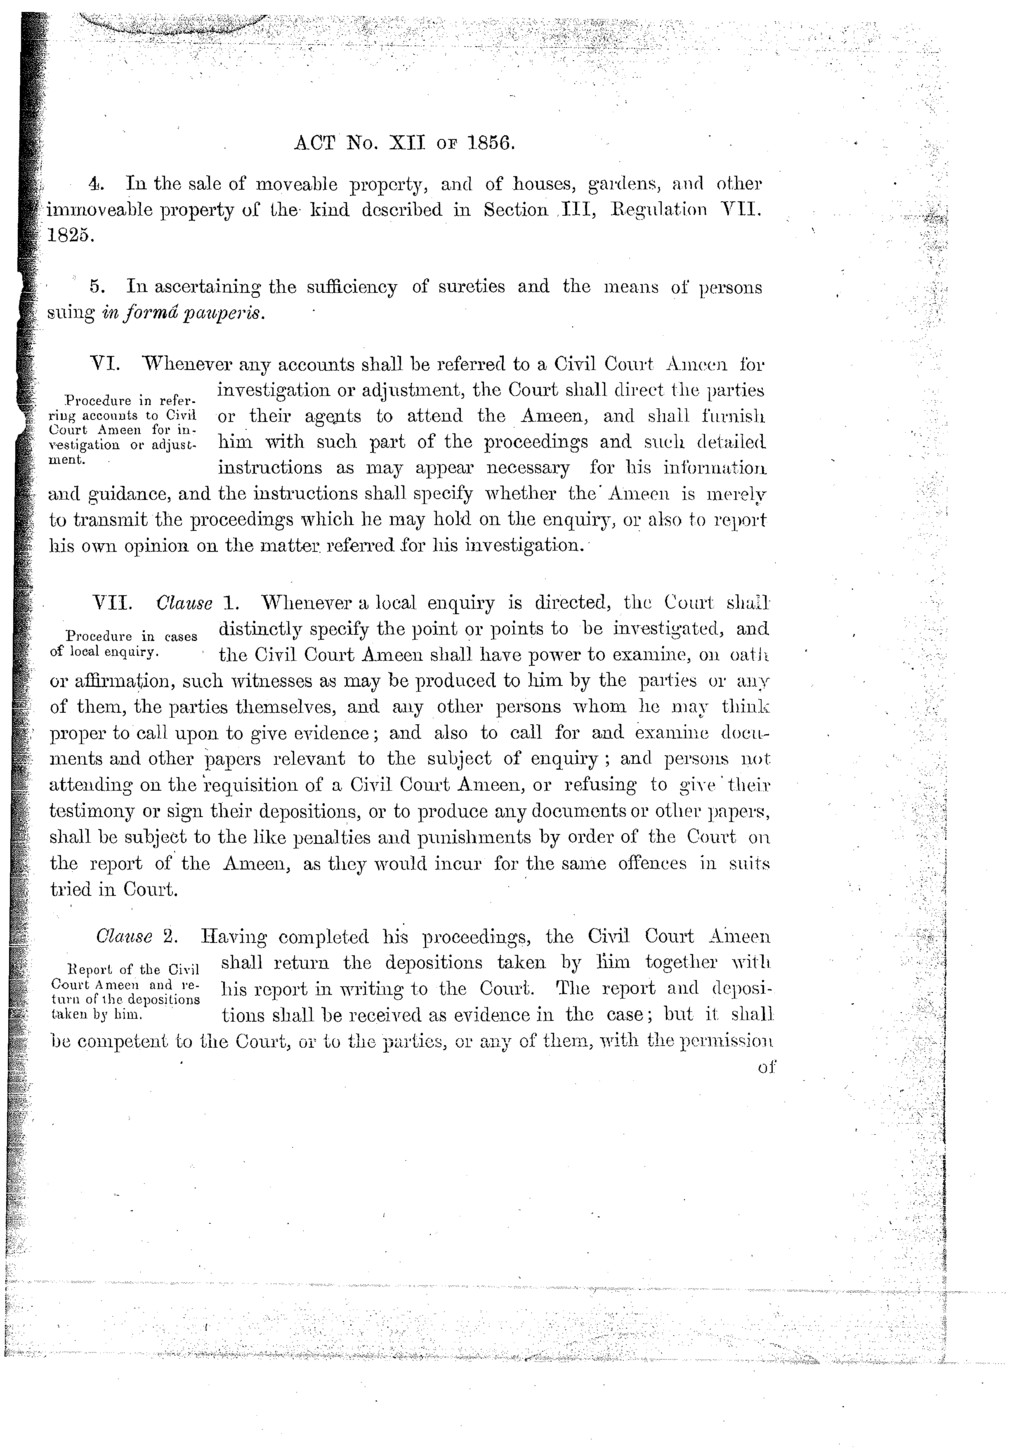 ACT No. XII OF 1856.
4. In the sale of moveable property, and of houses, gardens, and other
immoveable property of the kind described in Section III, Regulation VII.
1825.
5. In ascertaining the sufficiency of sureties and the means of persons
suing in formá pauperis.
VI. Whenever any accounts shall be referred to a Civil Court Ameen for
Procedure in refer-
ring accounts to Civil
Court Ameen for in-
vestigation or adjust-
ment.
investigation or adjustment, the Court shall direct the parties
or their agents to attend the Ameen, and shall furnish
him with such part of the proceedings and such detailed
instructions as may appear necessary for his information
and guidance, and the instructions shall specify whether the Ameen is merely
to transmit the proceedings which he may hold on the enquiry, or also to report
his own opinion on the matter referred for his investigation.
VII. Clause 1. Whenever a local enquiry is directed, the Court shall
Procedure in cases
of local enquiry.
distinctly specify the point or points to be investigated, and
the Civil Court Ameen shall have power to examine, on oath
or affirmation, such witnesses as may be produced to him by the parties or any
of them, the parties themselves, and any other persons whom he may think
proper to call upon to give evidence; and also to call for and examine docu-
ments and other papers relevant to the subject of enquiry; and persons not
attending on the requisition of a Civil Court Ameen, or refusing to give their
testimony or sign their depositions, or to produce any documents or other papers,
shall be subject to the like penalties and punishments by order of the Court on
the report of the Ameen, as they would incur for the same offences in suits
tried in Court.
Clause 2. Having completed his proceedings, the Civil Court Ameen
Report of the Civil
Court Ameen and re-
turn of the depositions
taken by him.
shall return the depositions taken by him together with
his report in writing to the Court. The report and deposi-
tions shall be received as evidence in the case; but it shall
be competent to the Court, or to the parties, or any of them, with the permission
of